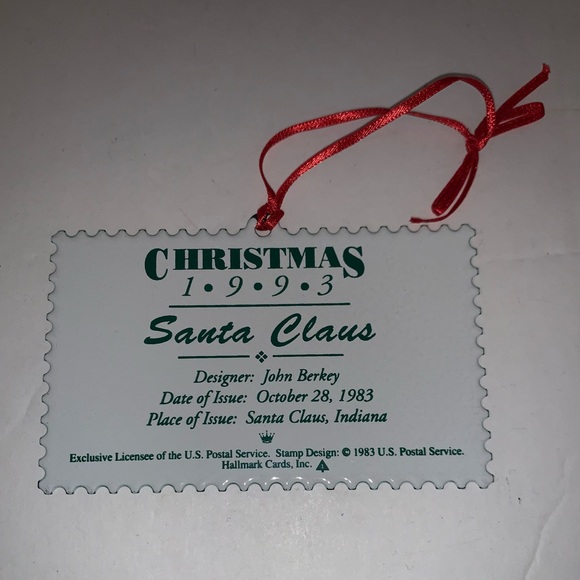 CHRISTMAS
1•9•9•3
Santa Claus
Designer: John Berkey
Date of Issue: October 28, 1983
Place of Issue: Santa Claus, Indiana
Exclusive Licensee of the U.S. Postal Service. Stamp Design: © 1983 U.S. Postal Service.
Hallmark Cards, Inc.